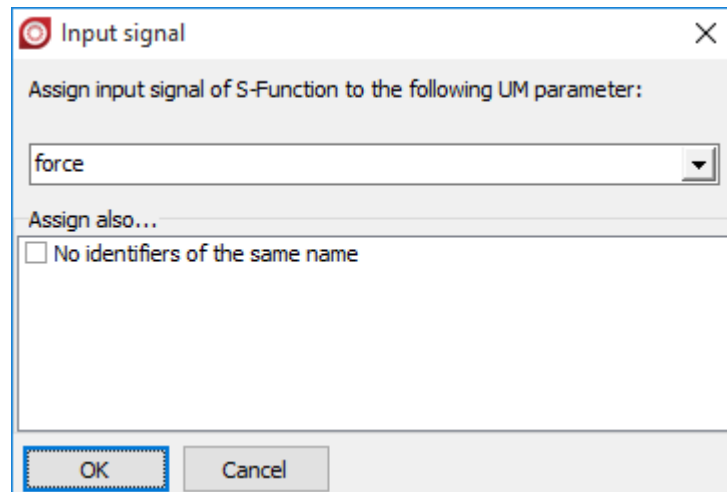 Input signal
Assign input signal of S-Function to the following UM parameter:
force
Assign also...
No identifiers of the same name
OK
Cancel